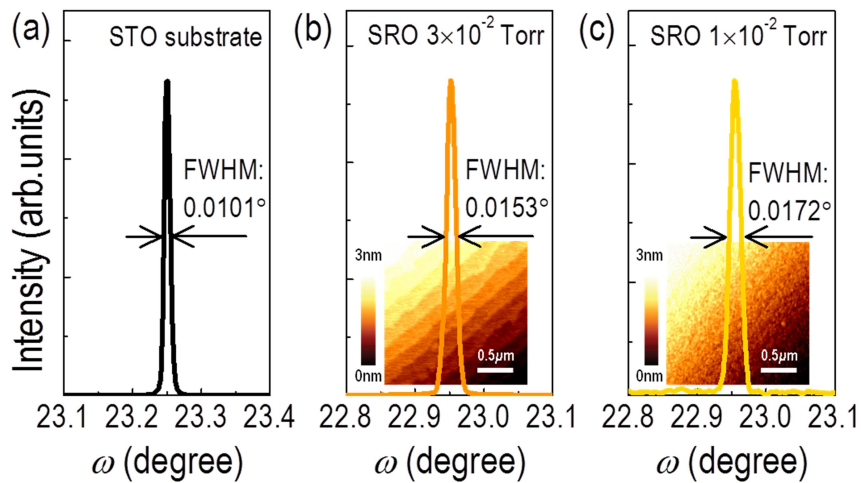 (a)
STO substrate
FWHM:
0.0101°
23.1 23.2 23.3 23.4
ω (degree)
Intensity (arb.units)
(b)
SRO 3×10⁻² Torr
FWHM:
0.0153°
3nm
0nm
0.5μm
22.8 22.9 23.0 23.1
ω (degree)
(c)
SRO 1×10⁻² Torr
FWHM:
0.0172°
3nm
0nm
0.5μm
22.8 22.9 23.0 23.1
ω (degree)